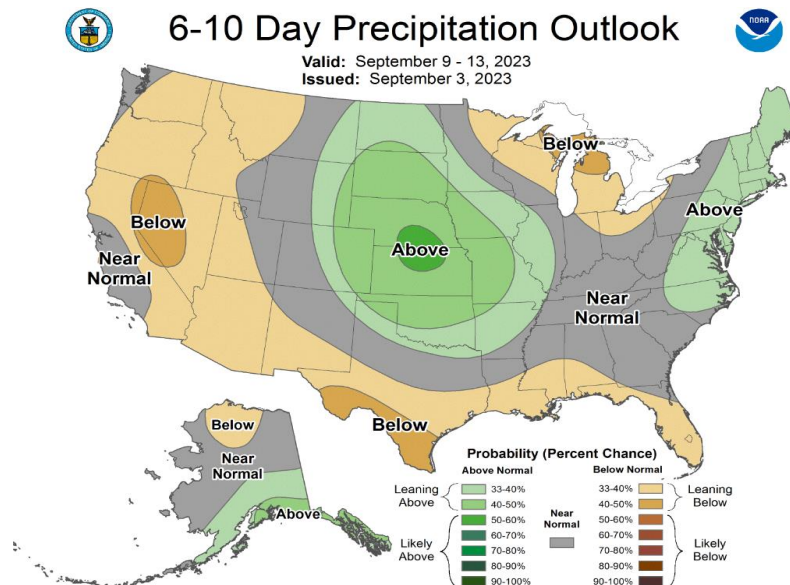 6-10 Day Precipitation Outlook
NOAA
Valid: September 9 - 13, 2023
Issued: September 3, 2023
Below
Above
Below
Near
Normal
Above
Near
Normal
Below
Below
Near
Normal
Above
Probability (Percent Chance)
Above Normal
Below Normal
Leaning
Above
33-40%
40-50%
Likely
Above
50-60%
60-70%
70-80%
80-90%
90-100%
Near
Normal
33-40%
40-50%
Leaning
Below
50-60%
60-70%
70-80%
80-90%
90-100%
Likely
Below